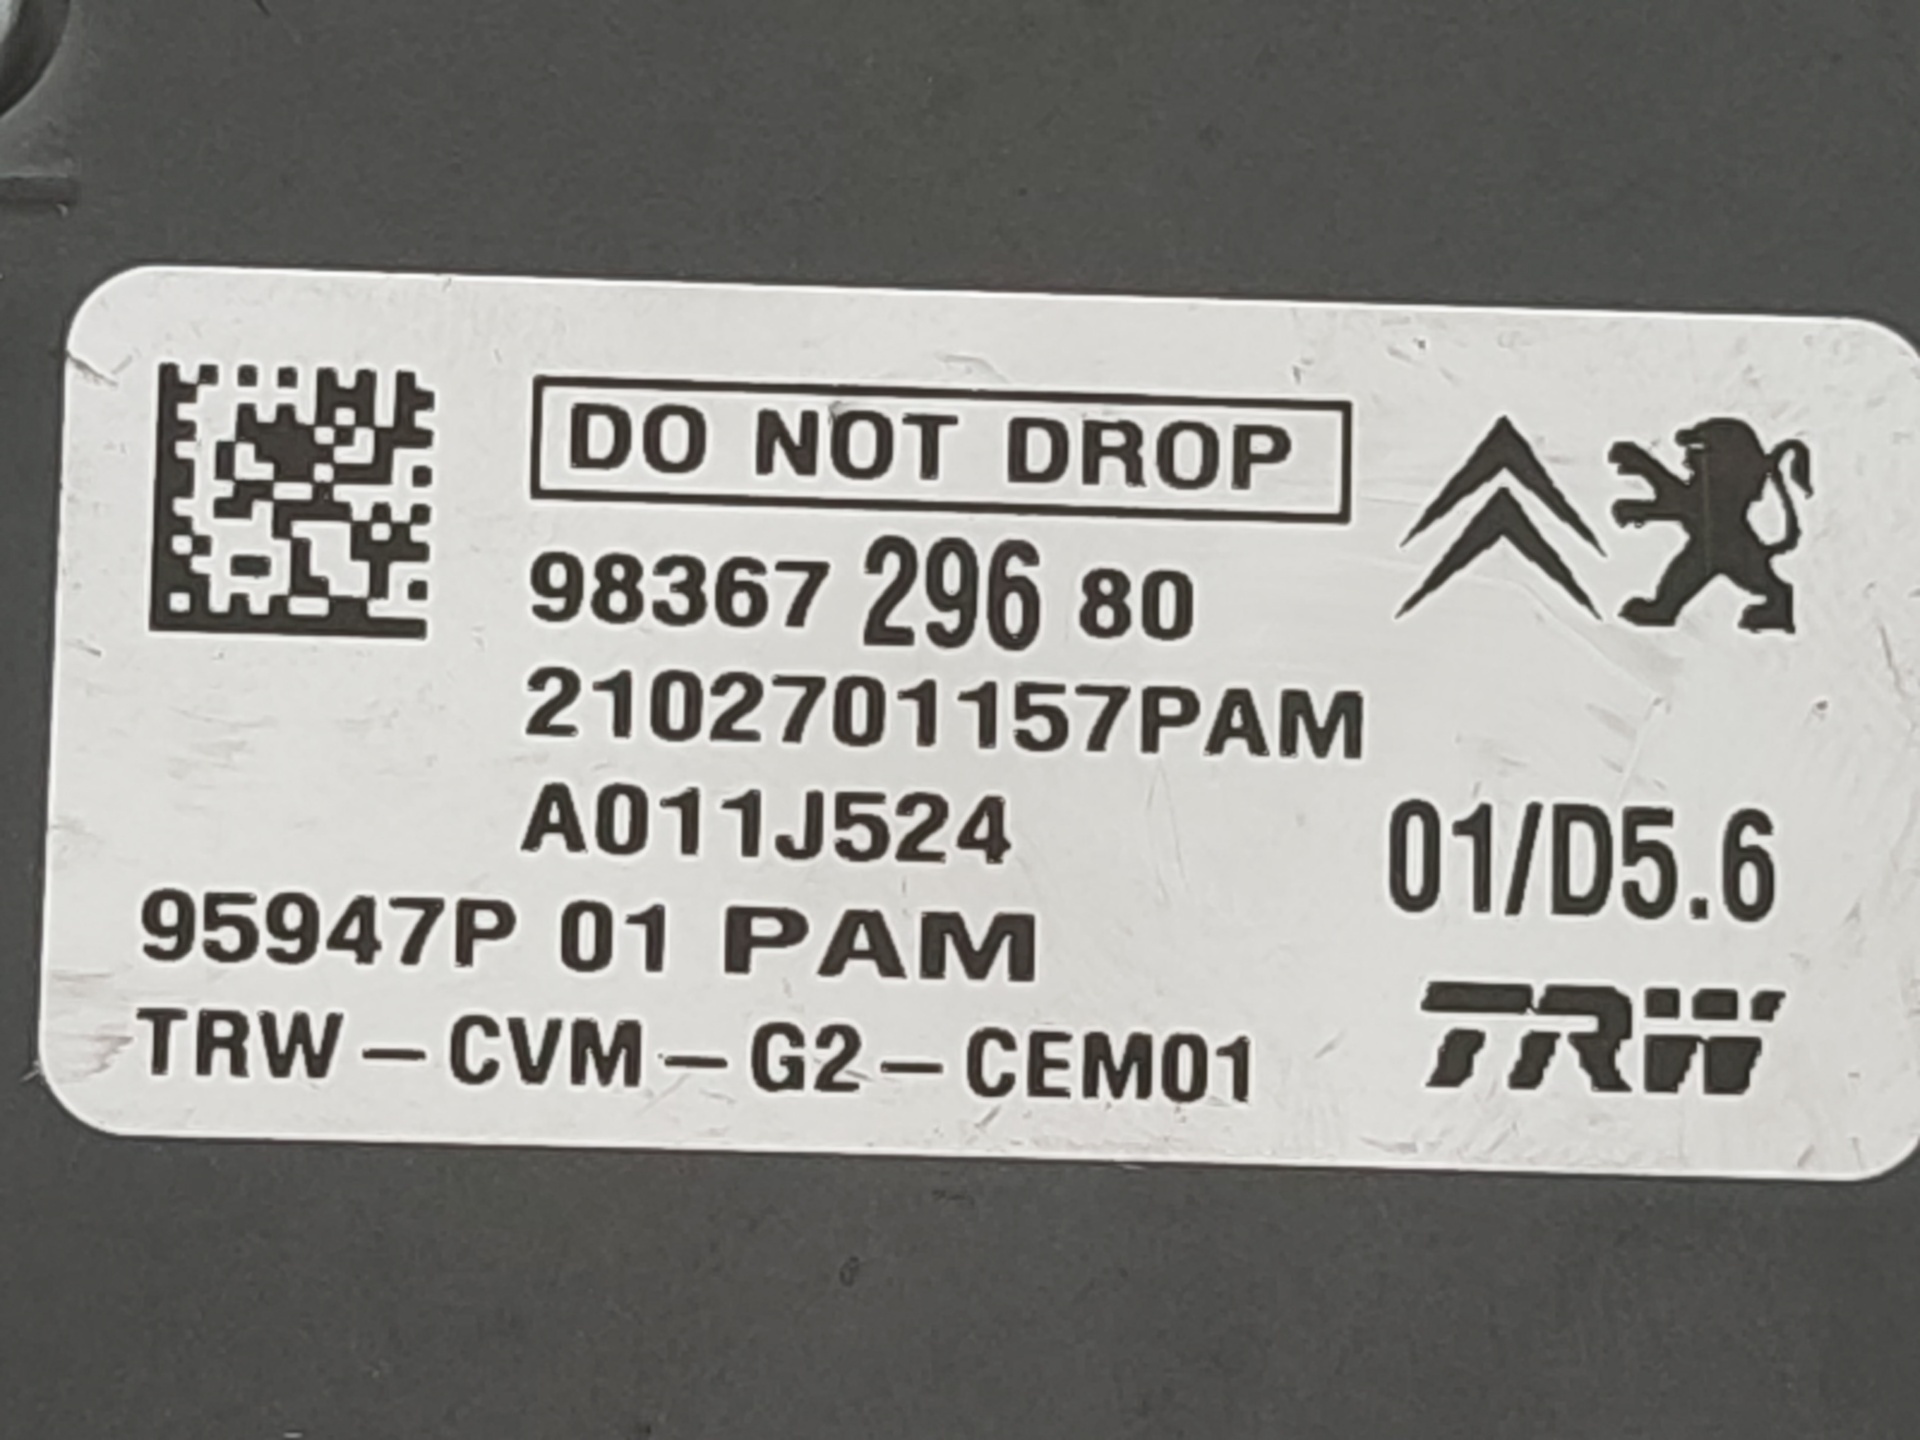 DO NOT DROP
98367 296 80
2102701157PAM
A011J524
01/D5.6
95947P 01 PAM
TRW-CVM-G2-CEM01
TRW